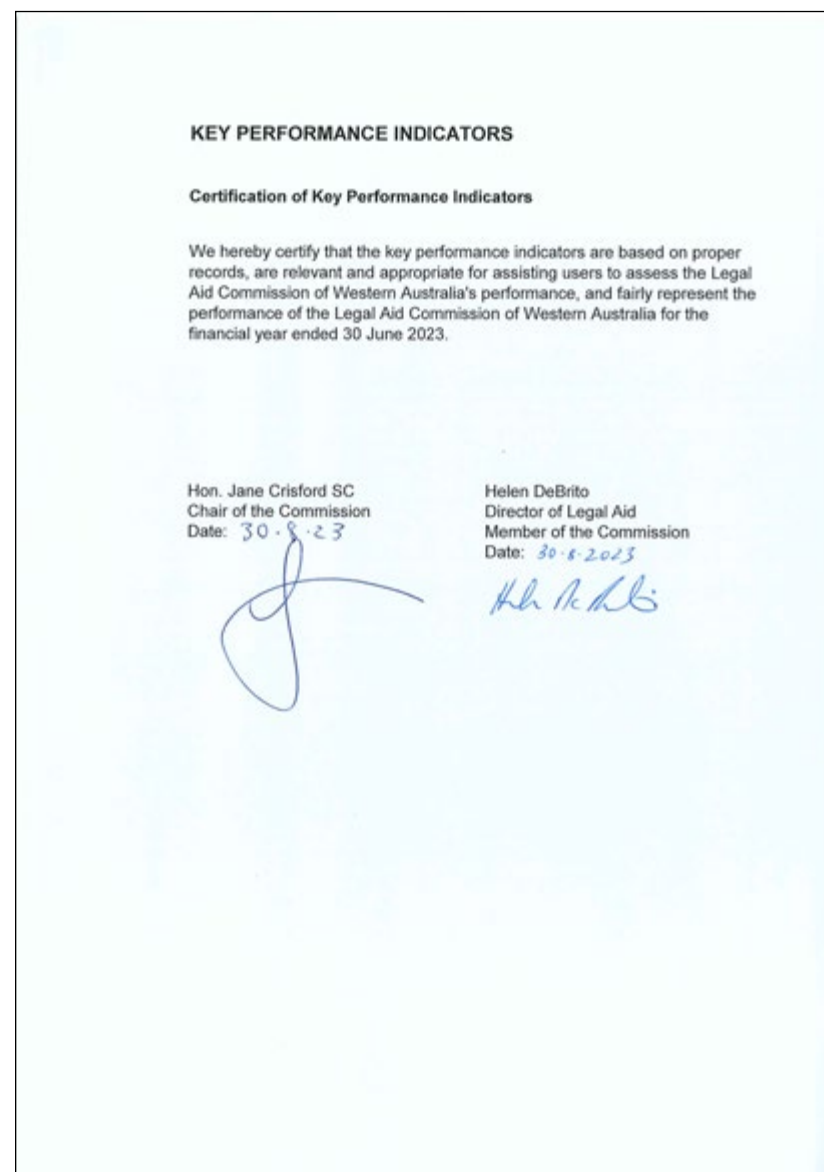 KEY PERFORMANCE INDICATORS
Certification of Key Performance Indicators
We hereby certify that the key performance indicators are based on proper
records, are relevant and appropriate for assisting users to assess the Legal
Aid Commission of Western Australia's performance, and fairly represent the
performance of the Legal Aid Commission of Western Australia for the
financial year ended 30 June 2023.
Hon. Jane Crisford SC
Chair of the Commission
Date: 30.8.23
Helen DeBrito
Director of Legal Aid
Member of the Commission
Date: 30.8.2023